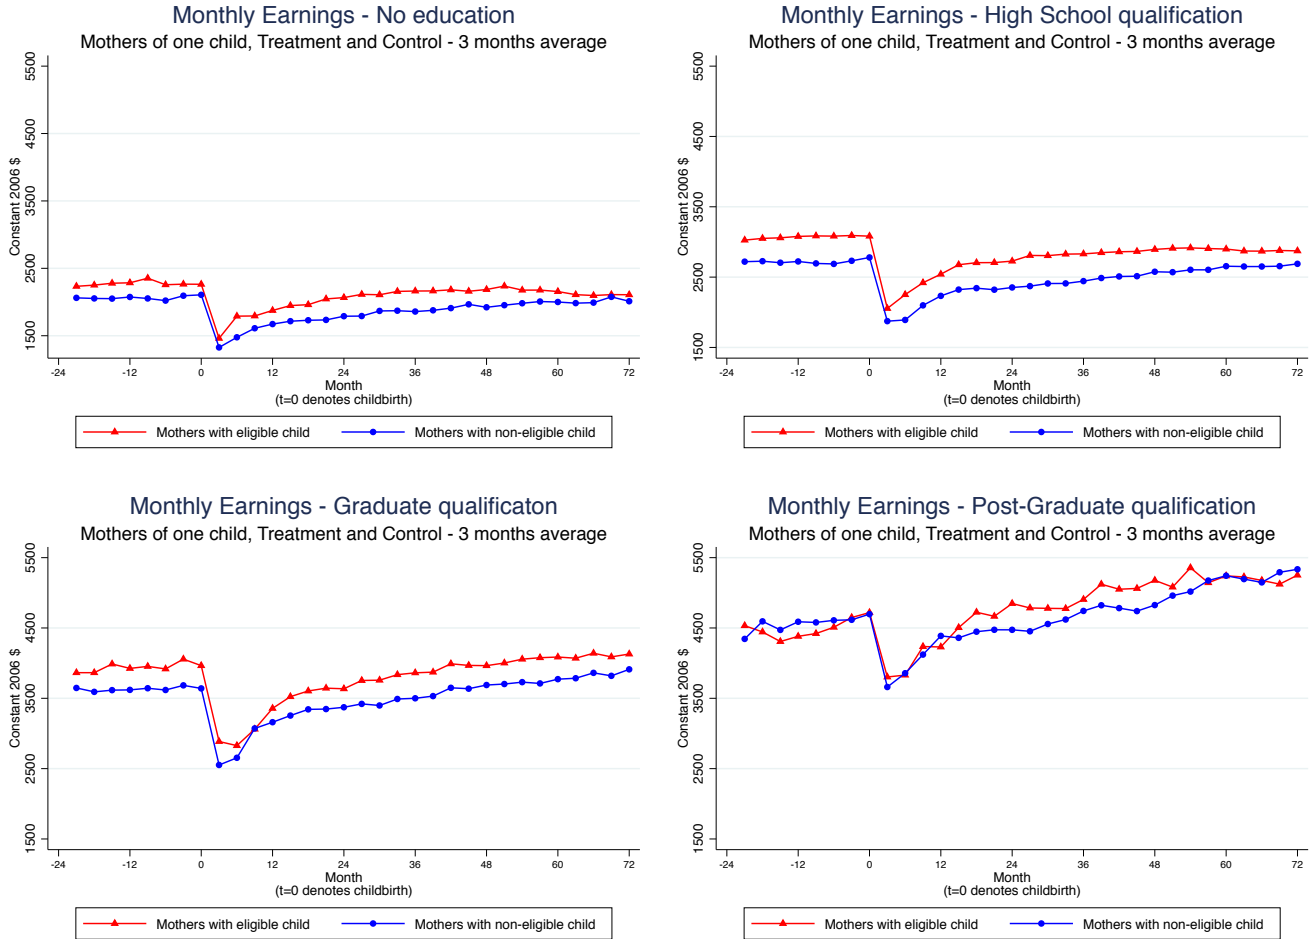 Monthly Earnings - No education
Mothers of one child, Treatment and Control - 3 months average
Constant 2006 $
5500
4500
3500
2500
1500
-24 -12 0 12 24 36 48 60 72
Month
(t=0 denotes childbirth)
Mothers with eligible child Mothers with non-eligible child
Monthly Earnings - High School qualification
Mothers of one child, Treatment and Control - 3 months average
Constant 2006 $
5500
4500
3500
2500
1500
-24 -12 0 12 24 36 48 60 72
Month
(t=0 denotes childbirth)
Mothers with eligible child Mothers with non-eligible child
Monthly Earnings - Graduate qualificaton
Mothers of one child, Treatment and Control - 3 months average
Constant 2006 $
5500
4500
3500
2500
1500
-24 -12 0 12 24 36 48 60 72
Month
(t=0 denotes childbirth)
Mothers with eligible child Mothers with non-eligible child
Monthly Earnings - Post-Graduate qualification
Mothers of one child, Treatment and Control - 3 months average
Constant 2006 $
5500
4500
3500
2500
1500
-24 -12 0 12 24 36 48 60 72
Month
(t=0 denotes childbirth)
Mothers with eligible child Mothers with non-eligible child